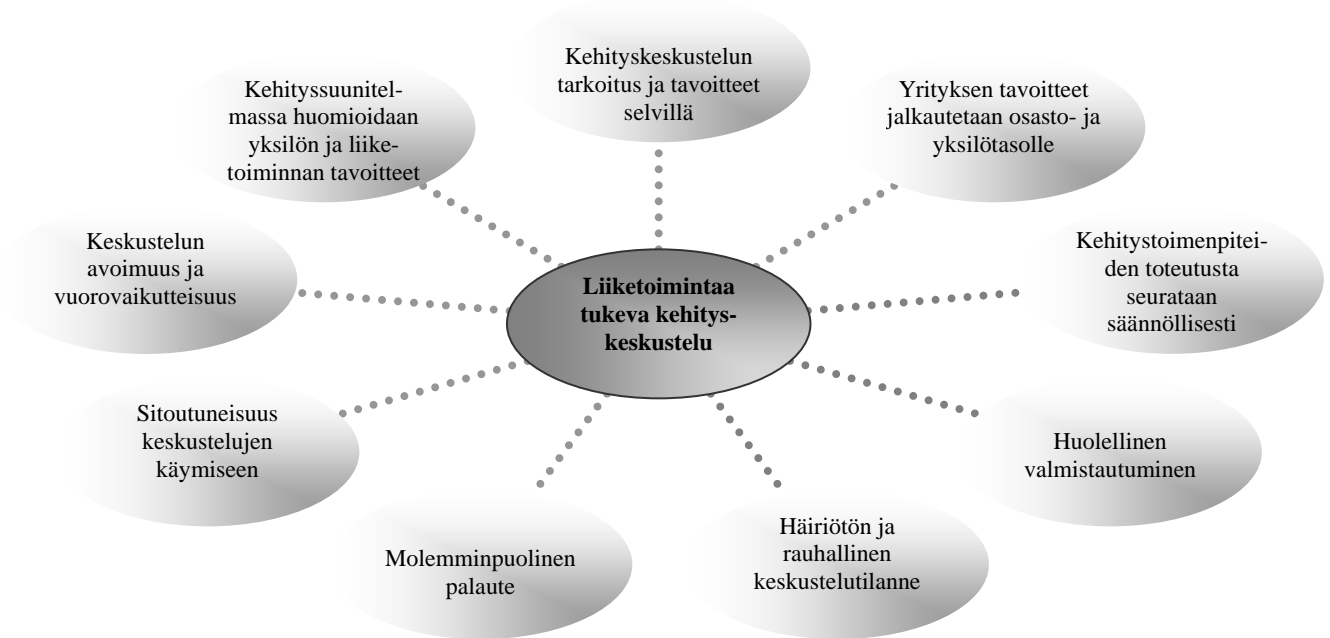 Kehityskeskustelun
tarkoitus ja tavoitteet
selvillä
Yrityksen tavoitteet
jalkautetaan osasto- ja
yksilötasolle
Kehitystoimenpitei-
den toteutusta
seurataan
säännöllisesti
Huolellinen
valmistautuminen
Häiriötön ja
rauhallinen
keskustelutilanne
Molemminpuolinen
palaute
Sitoutuneisuus
keskustelujen
käymiseen
Keskustelun
avoimuus ja
vuorovaikutteisuus
Kehityssuunitel-
massa huomioidaan
yksilön ja liike-
toiminnan tavoitteet
Liiketoimintaa
tukeva kehitys-
keskustelu